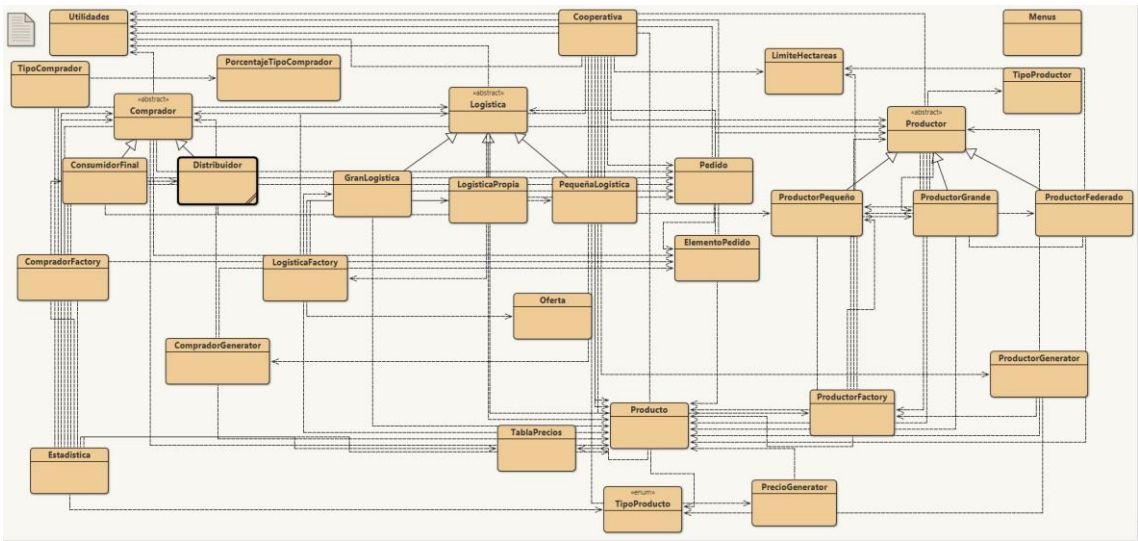 Utilidades
Cooperativa
Menus
TipoComprador
PorcentajeTipoComprador
LimiteHectareas
TipoProductor
«abstract»
Comprador
«abstract»
Logistica
«abstract»
Productor
ConsumidorFinal
Distribuidor
GranLogistica
LogisticaPropia
PequeñaLogistica
Pedido
ProductorPequeño
ProductorGrande
ProductorFederado
CompradorFactory
LogisticaFactory
ElementoPedido
Oferta
CompradorGenerator
ProductorGenerator
Producto
ProductorFactory
TablaPrecios
Estadistica
«enum»
TipoProducto
PrecioGenerator